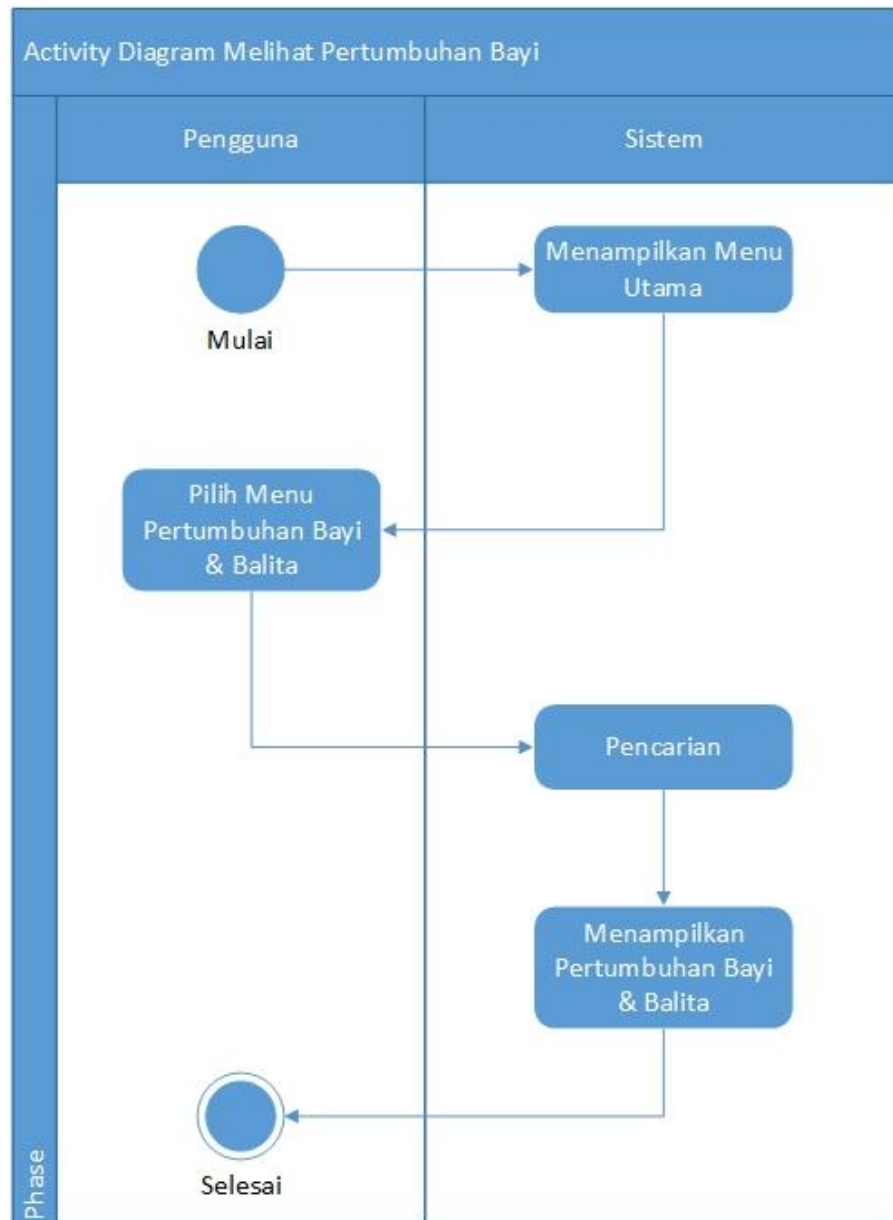 Activity Diagram Melihat Pertumbuhan Bayi
Pengguna
Sistem
Menampilkan Menu
Utama
Mulai
Pilih Menu
Pertumbuhan Bayi
& Balita
Pencarian
Menampilkan
Pertumbuhan Bayi
& Balita
Selesai
Phase